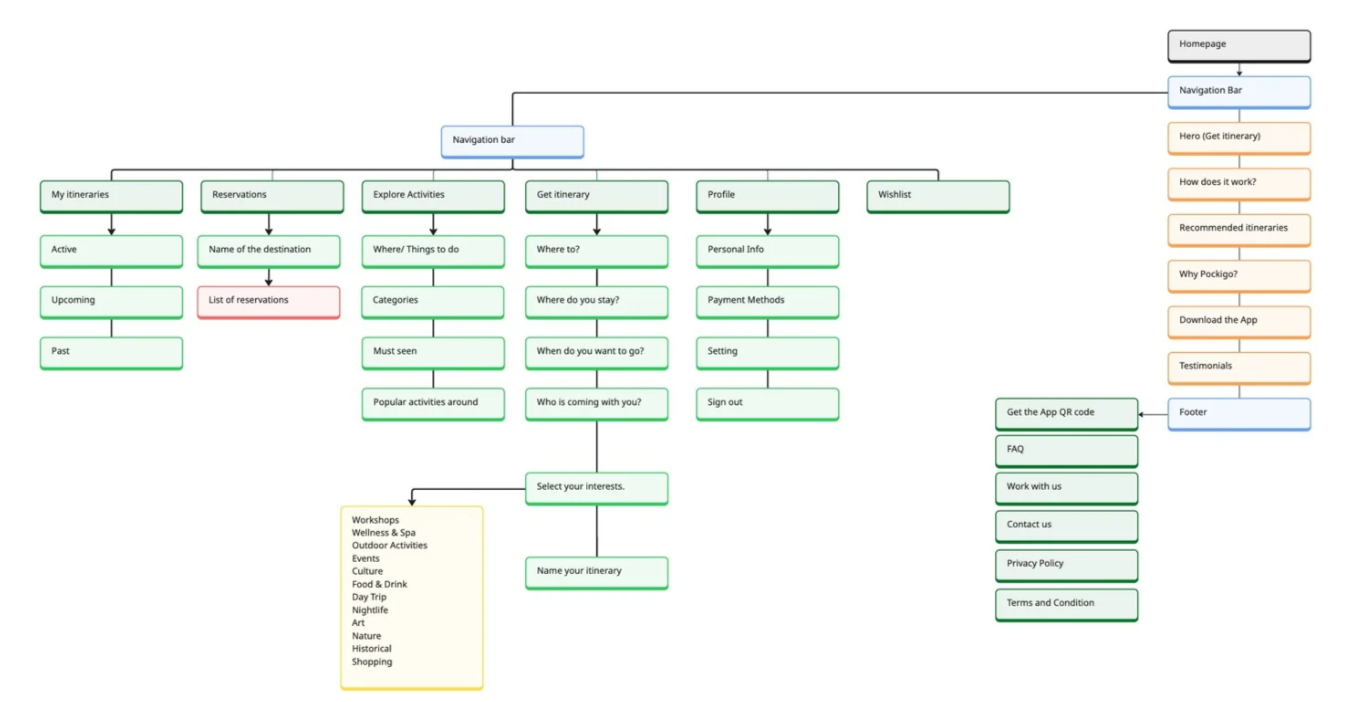 Homepage
Navigation Bar
Hero (Get itinerary)
How does it work?
Recommended itineraries
Why Pockigo?
Download the App
Testimonials
Footer
Get the App QR code
FAQ
Work with us
Contact us
Privacy Policy
Terms and Condition
Navigation bar
My itineraries
Active
Upcoming
Past
Reservations
Name of the destination
List of reservations
Explore Activities
Where/ Things to do
Categories
Must seen
Popular activities around
Get itinerary
Where to?
Where do you stay?
When do you want to go?
Who is coming with you?
Select your interests.
Workshops
Wellness & Spa
Outdoor Activities
Events
Culture
Food & Drink
Day Trip
Nightlife
Art
Nature
Historical
Shopping
Name your itinerary
Profile
Personal Info
Payment Methods
Setting
Sign out
Wishlist